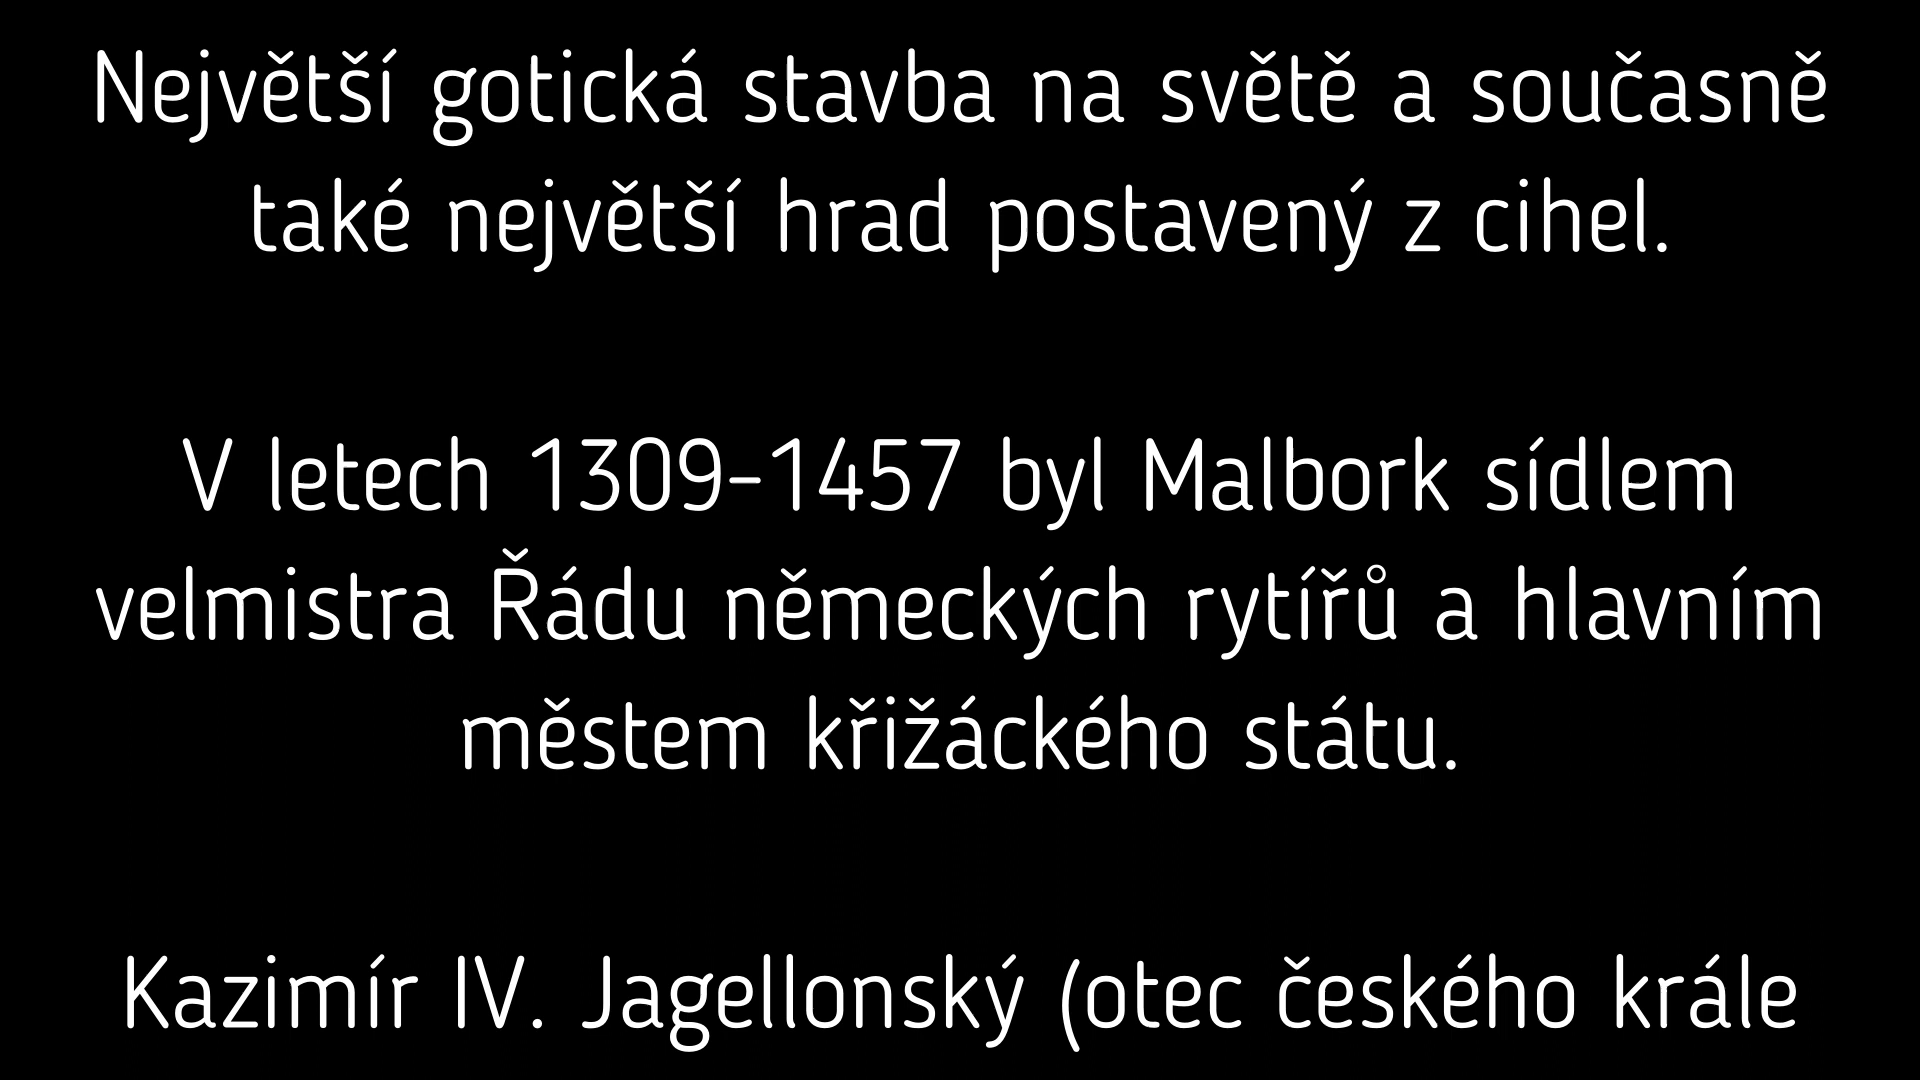 Největší gotická stavba na světě a současně
také největší hrad postavený z cihel.
V letech 1309-1457 byl Malbork sídlem
velmistra Řádu německých rytířů a hlavním
městem křižáckého státu.
Kazimír IV. Jagellonský (otec českého krále